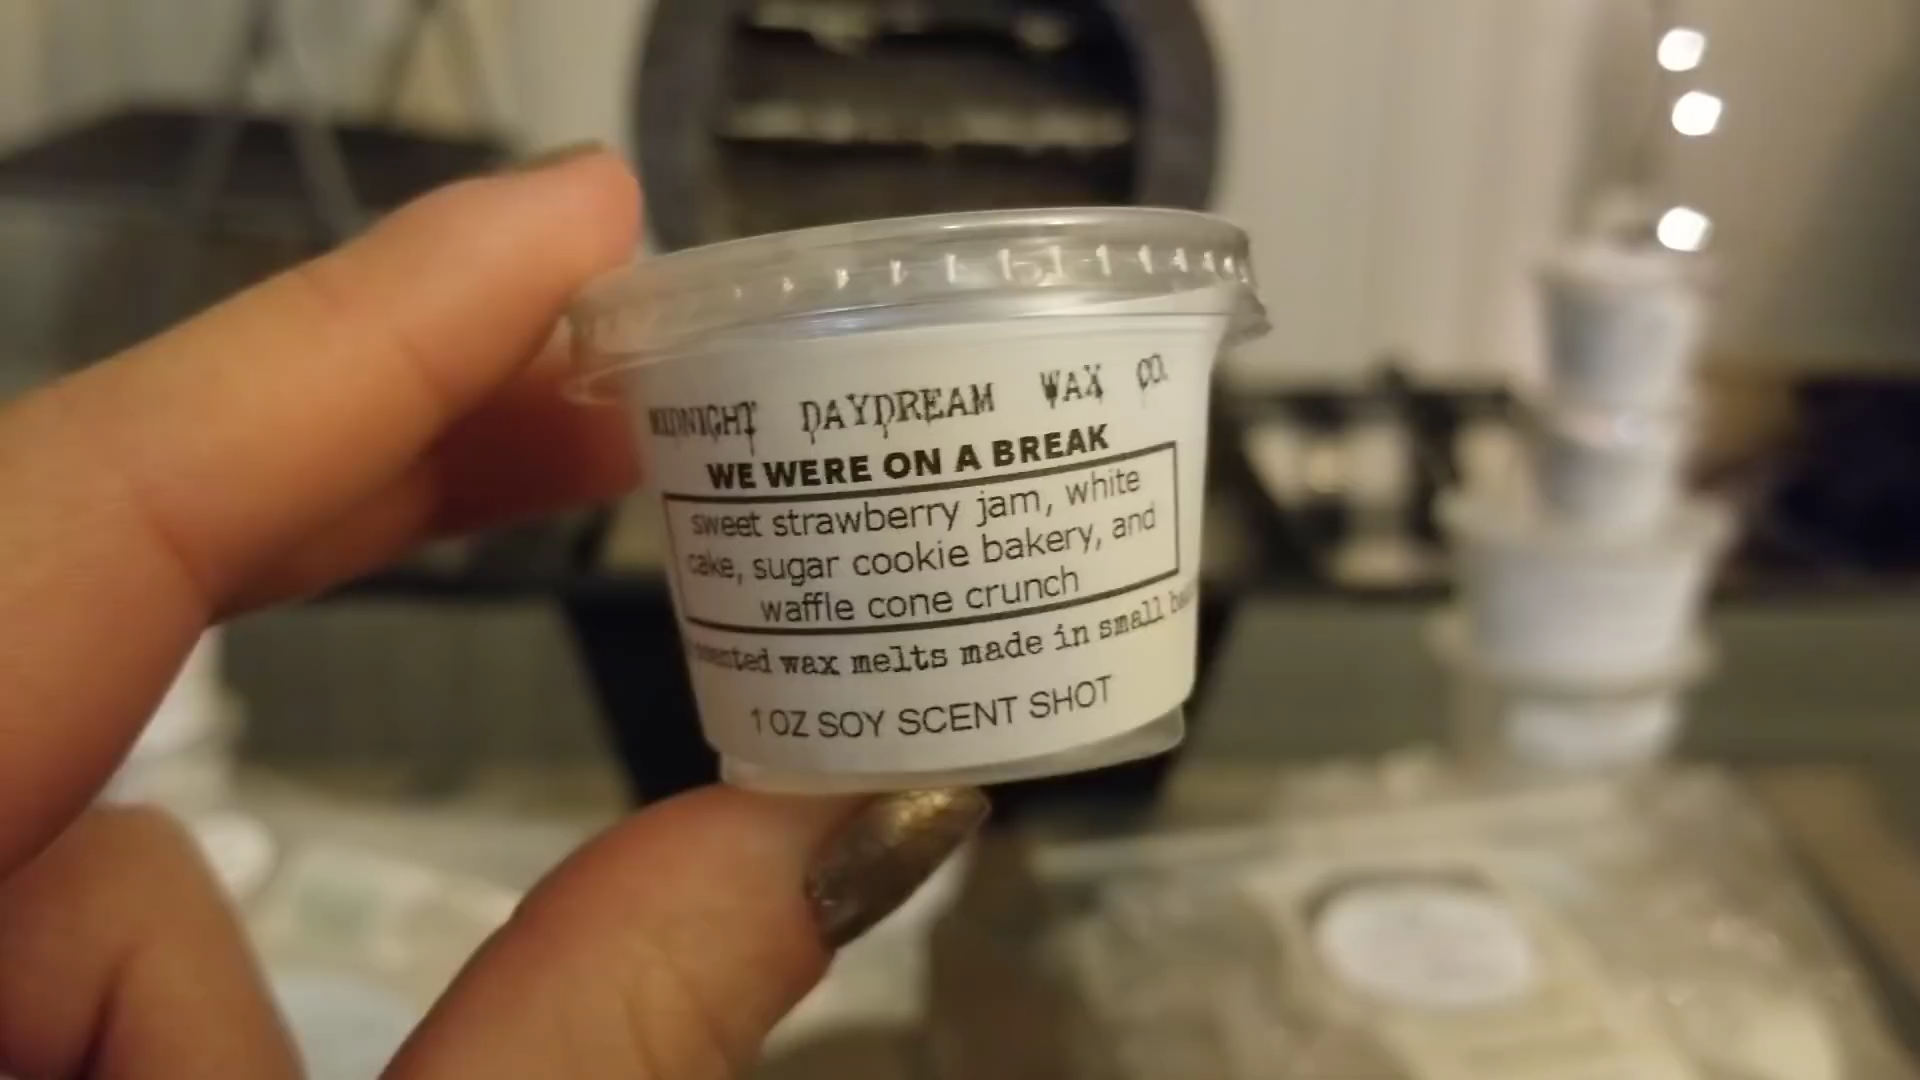 MIDNIGHT DAYDREAM WAX CO.
WE WERE ON A BREAK
sweet strawberry jam, white
cake, sugar cookie bakery, and
waffle cone crunch
wax melts made in small
1 OZ SOY SCENT SHOT